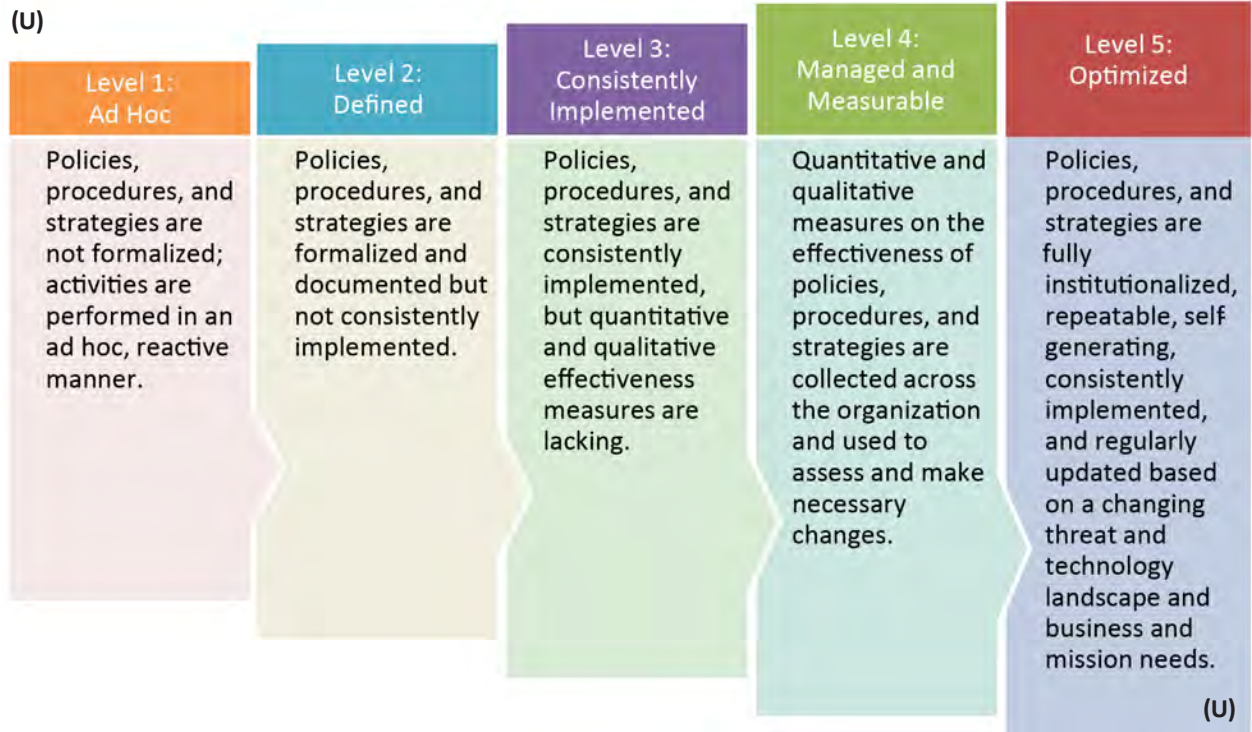 (U)
Level 1:
Ad Hoc
Policies,
procedures, and
strategies are
not formalized;
activities are
performed in an
ad hoc, reactive
manner.
Level 2:
Defined
Policies,
procedures, and
strategies are
formalized and
documented but
not consistently
implemented.
Level 3:
Consistently
Implemented
Policies,
procedures, and
strategies are
consistently
implemented,
but quantitative
and qualitative
effectiveness
measures are
lacking.
Level 4:
Managed and
Measurable
Quantitative and
qualitative
measures on the
effectiveness of
policies,
procedures, and
strategies are
collected across
the organization
and used to
assess and make
necessary
changes.
Level 5:
Optimized
Policies,
procedures, and
strategies are
fully
institutionalized,
repeatable, self
generating,
consistently
implemented,
and regularly
updated based
on a changing
threat and
technology
landscape and
business and
mission needs.
(U)